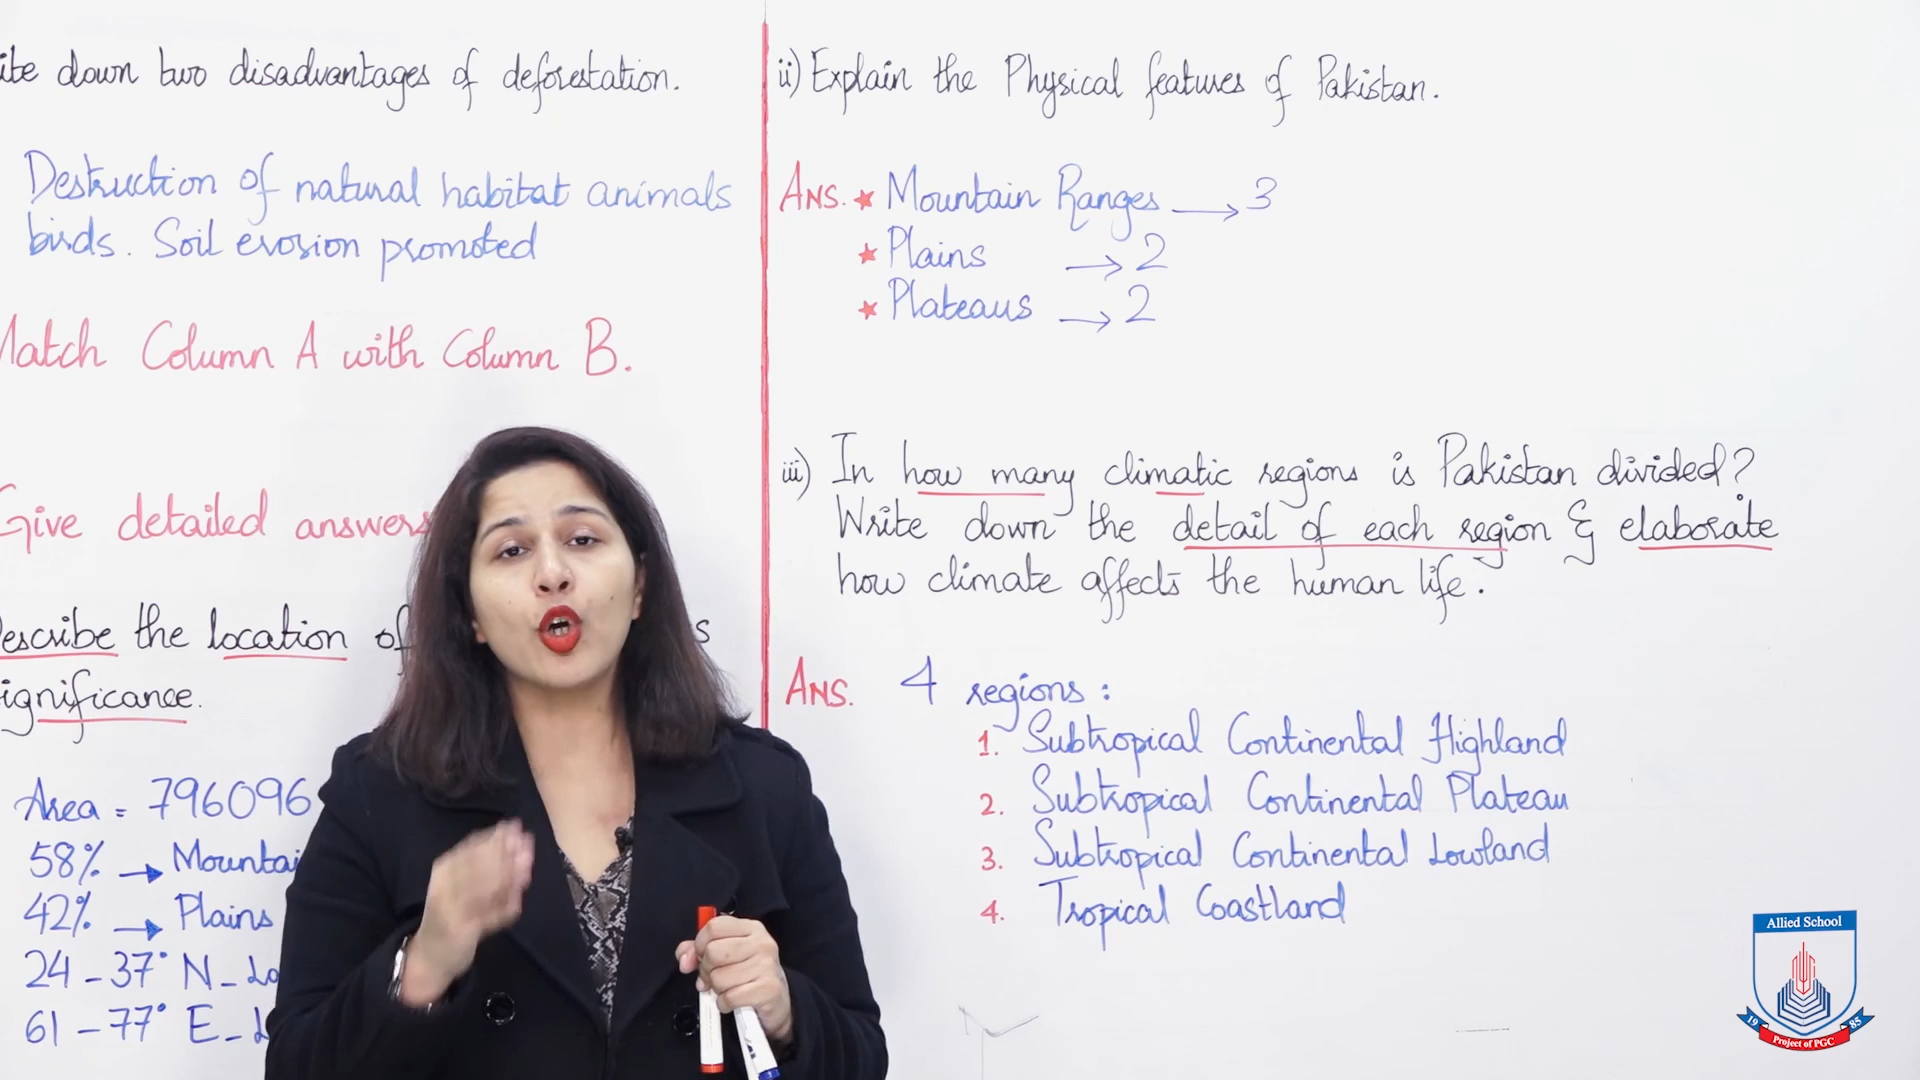 down two disadvantages of deforestation.
Destruction of natural habitat animals
birds. Soil erosion promoted
Match Column A with Column B.
Give detailed answers
escribe the location of
ignificance.
Area = 796096
58% → Mountai
42% → Plains
24 - 37° N -
61 - 77° E -
ii) Explain the Physical features of Pakistan.
Ans. ★ Mountain Ranges → 3
★ Plains → 2
★ Plateaus → 2
iii) In how many climatic regions is Pakistan divided?
Write down the detail of each region & elaborate
how climate affects the human life.
Ans. 4 regions:
1. Subtropical Continental Highland
2. Subtropical Continental Plateau
3. Subtropical Continental Lowland
4. Tropical Coastland
Allied School
19 85
Project of PGC